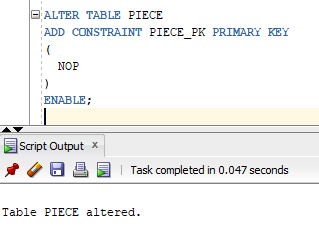 ALTER TABLE PIECE
ADD CONSTRAINT PIECE_PK PRIMARY KEY
(
NOP
)
ENABLE;
Script Output x
Task completed in 0.047 seconds
Table PIECE altered.